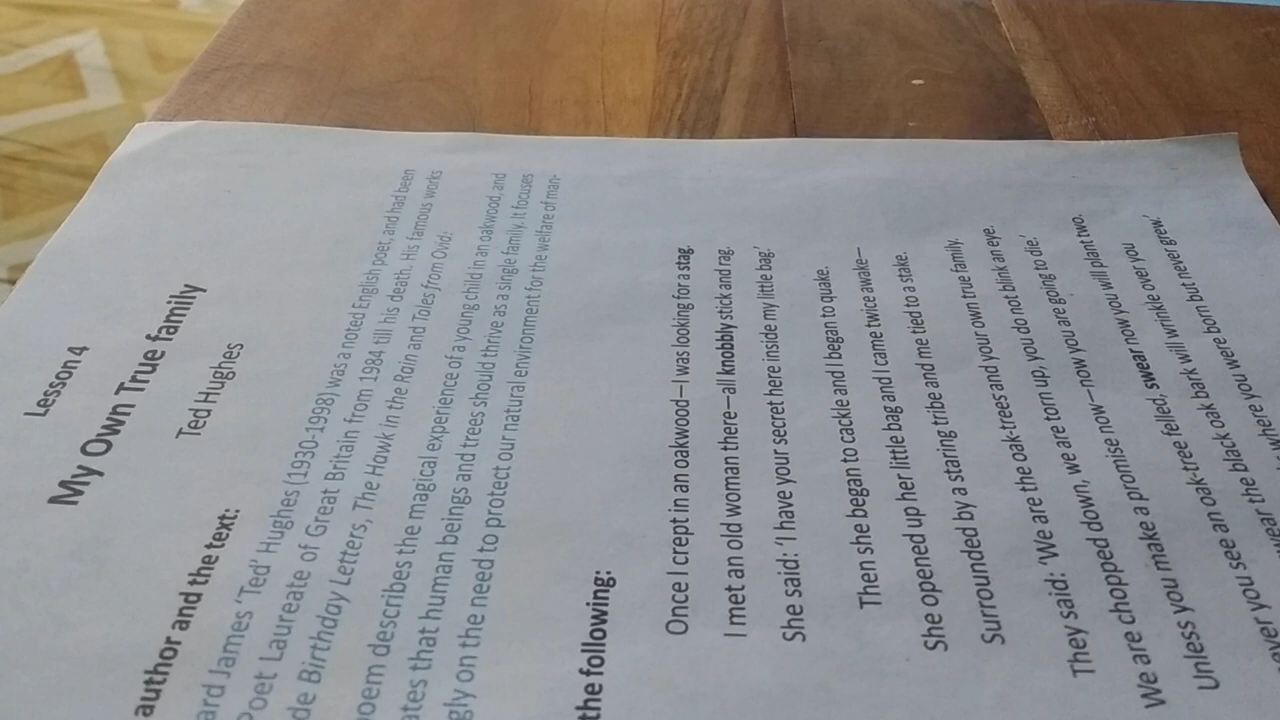 Lesson 4
My Own True family
Ted Hughes
author and the text:
ard James 'Ted' Hughes (1930-1998) was a noted English poet, and had been
Poet Laureate of Great Britain from 1984 till his death. His famous works
de Birthday Letters, The Hawk in the Rain and Tales from Ovid:
poem describes the magical experience of a young child in an oakwood, and
ates that human beings and trees should thrive as a single family. It focuses
gly on the need to protect our natural environment for the welfare of man-
the following:
Once I crept in an oakwood—I was looking for a stag.
I met an old woman there—all knobbly stick and rag.
She said: 'I have your secret here inside my little bag.'
Then she began to cackle and I began to quake.
She opened up her little bag and I came twice awake—
Surrounded by a staring tribe and me tied to a stake.
They said: 'We are the oak-trees and your own true family.
We are chopped down, we are torn up, you do not blink an eye.
Unless you make a promise now—now you are going to die.'
ever you see an oak-tree felled, swear now you will plant two.
wear the black oak bark will wrinkle over you
where you were born but never grew.'